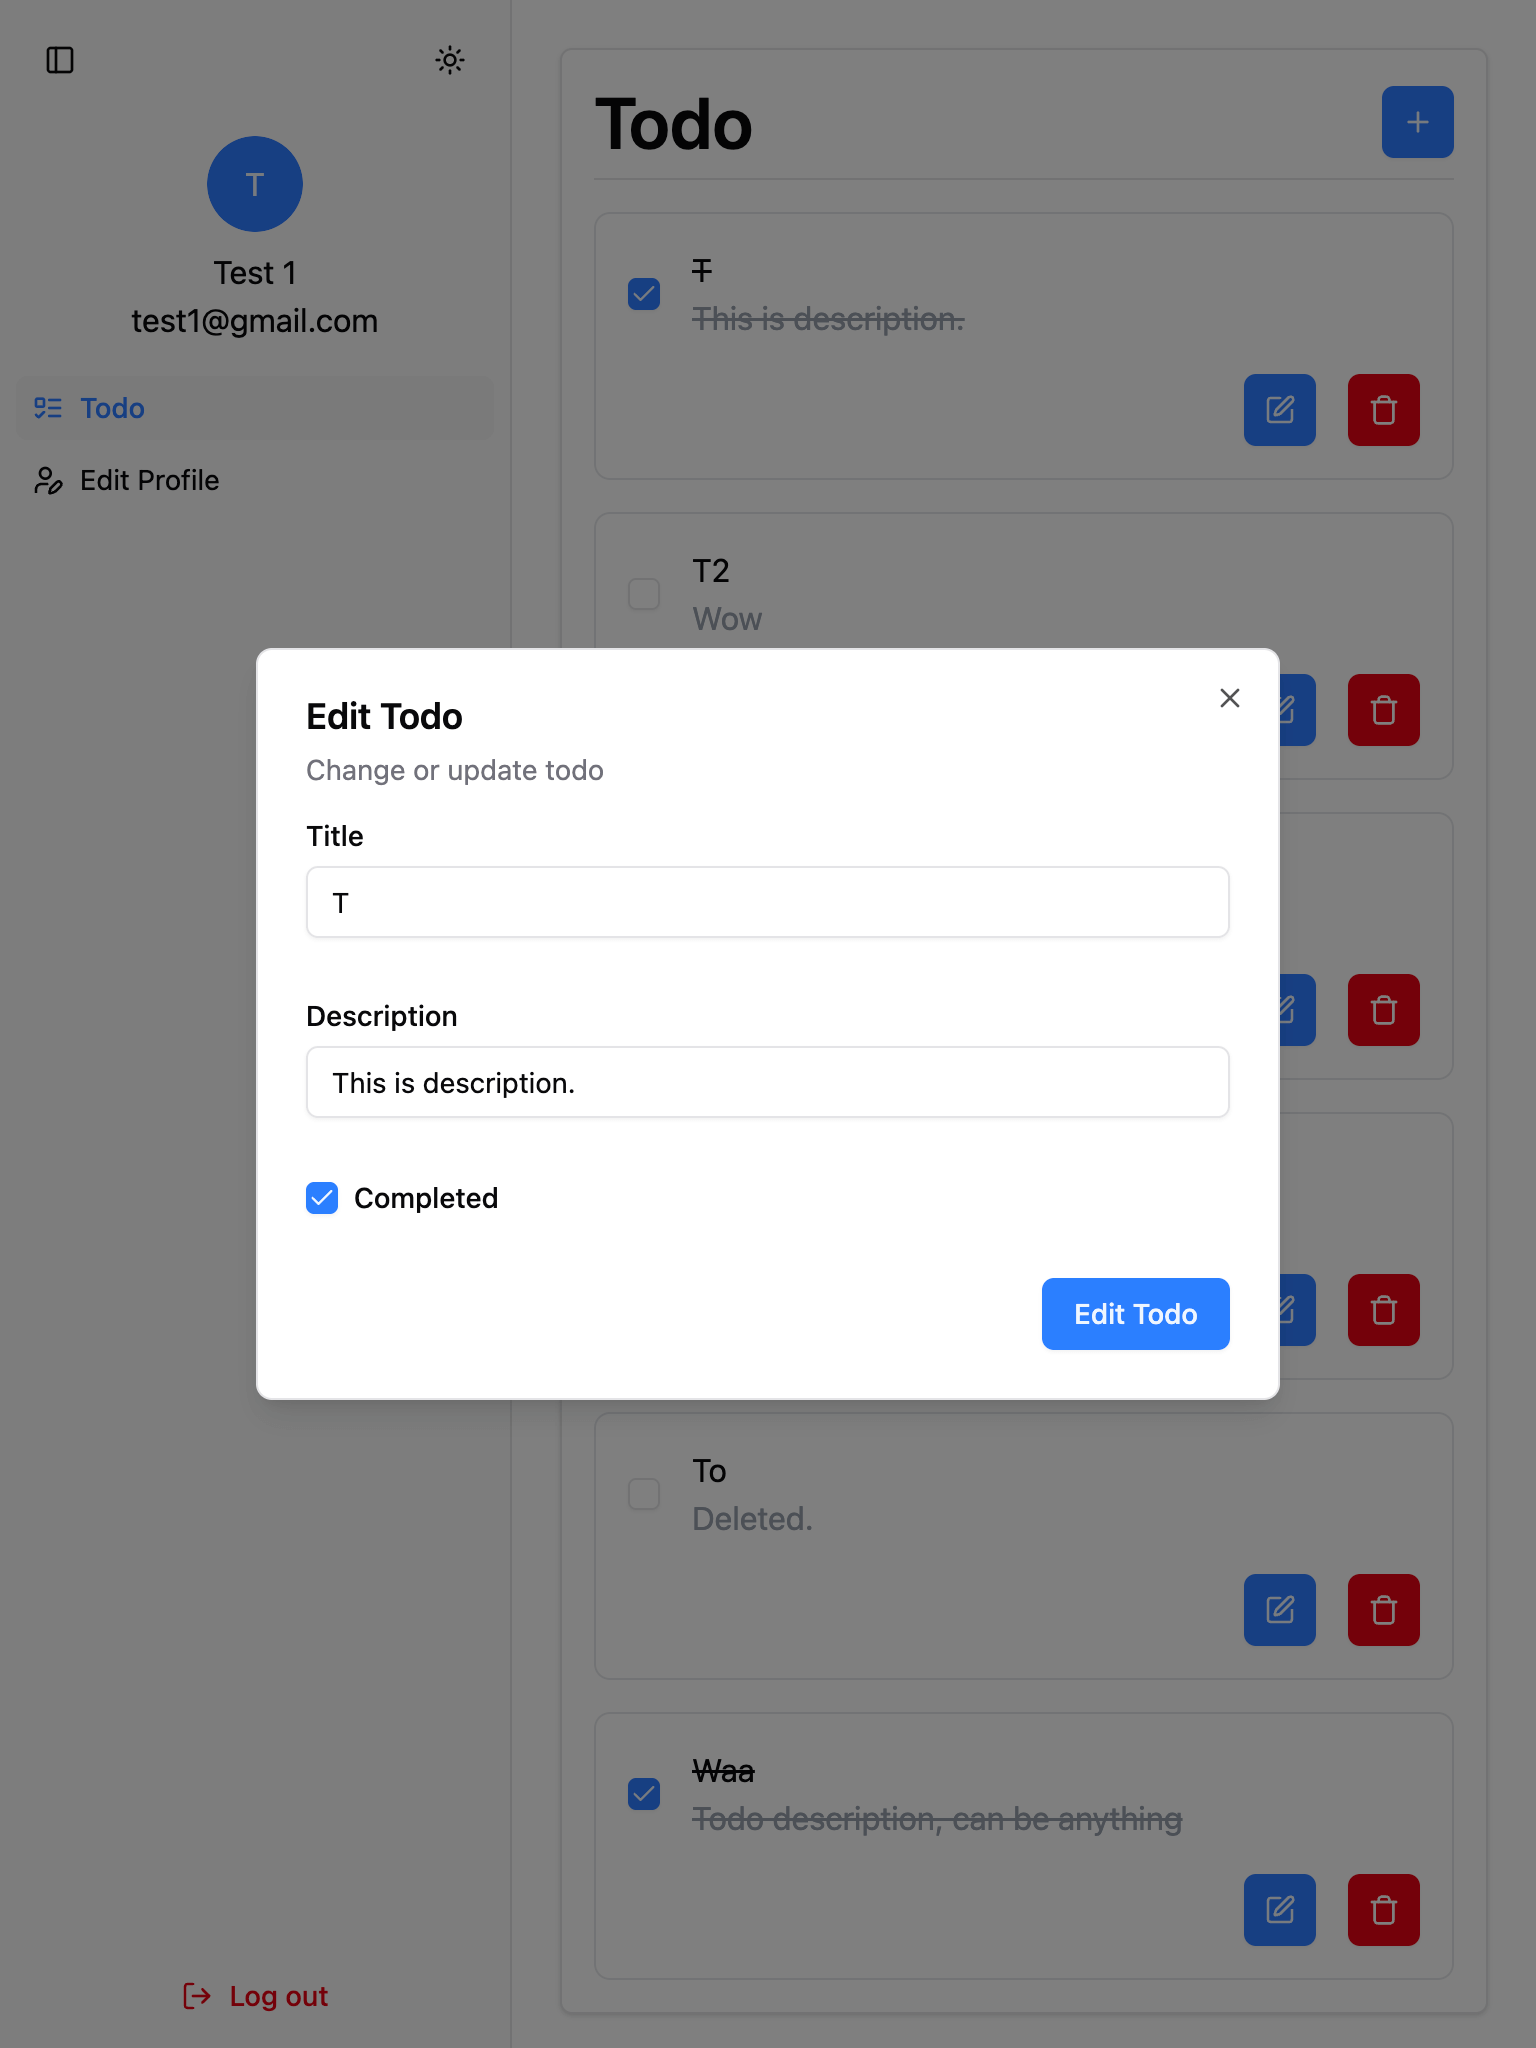 T
Test 1
test1@gmail.com
Todo
Edit Profile
Log out
Todo
T
This is description.
T2
Wow
Edit Todo
Change or update todo
Title
T
Description
This is description.
Completed
Edit Todo
To
Deleted.
Waa
Todo description, can be anything